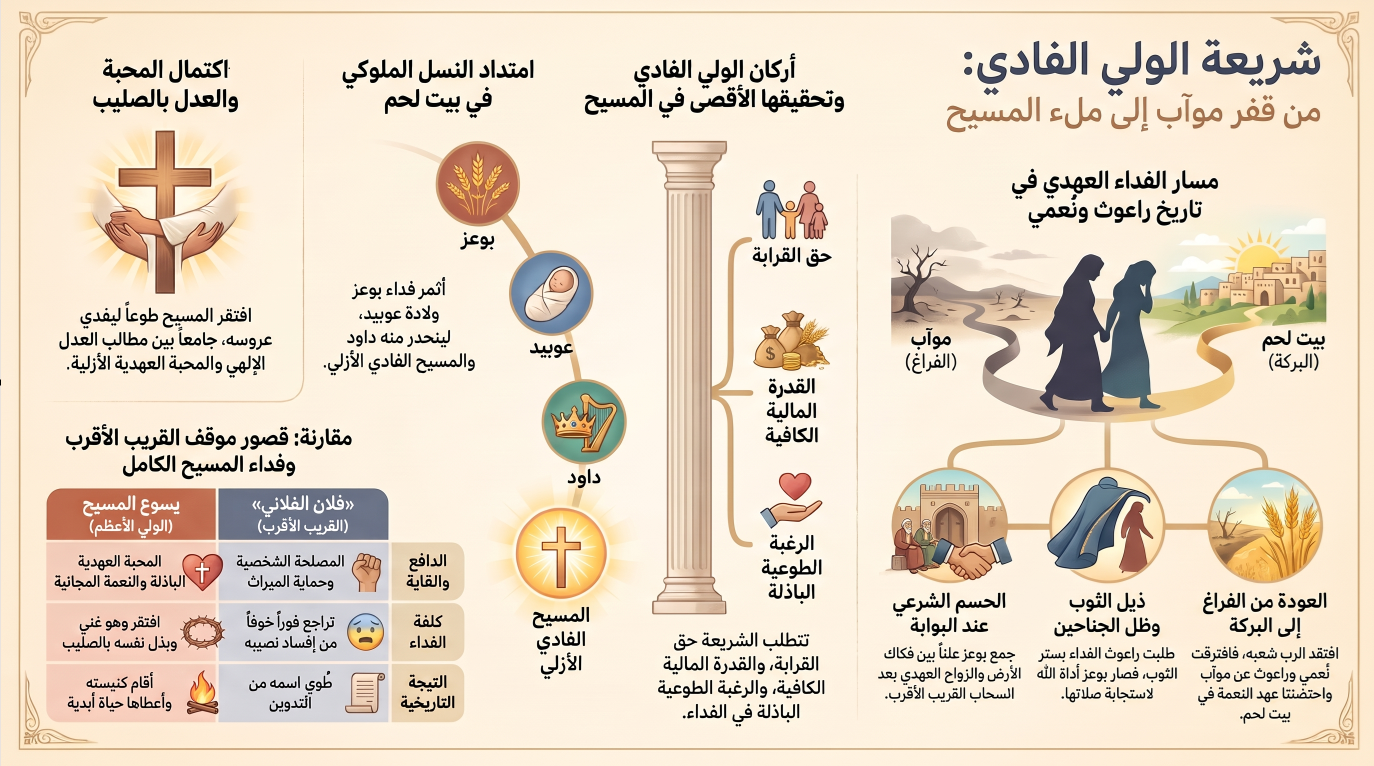 شريعة الولي الفادي:
من قفر موآب إلى ملء المسيح
مسار الفداء العهدي في
تاريخ راعوث ونُعمي
موآب
(الفراغ)
بيت لحم
(البركة)
العودة من الفراغ
إلى البركة
افتقد الرب شعبه، فافترقت
نُعمي وراعوث عن موآب
واحتضنتا عهد النعمة في
بيت لحم.
ذيل الثوب
وظل الجناحين
طلبت راعوث الفداء بستر
الثوب، فصار بوعز أداة الله
لاستجابة صلاتها.
الحسم الشرعي
عند البوابة
جمع بوعز علناً بين فكاك
الأرض والزواج العهدي بعد
انسحاب القريب الأقرب.
أركان الولي الفادي
وتحقيقها الأقصى في المسيح
حق القرابة
القدرة
المالية
الكافية
$
الرغبة
الطوعية
الباذلة
تتطلب الشريعة حق
القرابة، والقدرة المالية
الكافية، والرغبة الطوعية
الباذلة في الفداء.
امتداد النسل الملوكي
في بيت لحم
بوعز
عوبيد
داود
المسيح
الفادي
الأزلي
أثمر فداء بوعز
ولادة عوبيد،
لينحدر منه داود
والمسيح الفادي الأزلي.
اكتمال المحبة
والعدل بالصليب
افتقر المسيح طوعاً ليفدي
عروسه، جامعاً بين مطالب العدل
الإلهي والمحبة العهدية الأزلية.
مقارنة: قصور موقف القريب الأقرب
وفداء المسيح الكامل
«فلان الفلاني»
(القريب الأقرب)
يسوع المسيح
(الولي الأعظم)
الدافع
والقاية
المصلحة الشخصية
وحماية الميراث
المحبة العهدية
الباذلة والنعمة المجانية
كلفة
الفداء
تراجع فوراً خوفاً
من إفساد نصيبه
افتقر وهو غني
وبذل نفسه بالصليب
التيجة
التاريخية
طُوي اسمه من
التدوين
أقام كنيسته
وأعطاها حياة أبدية